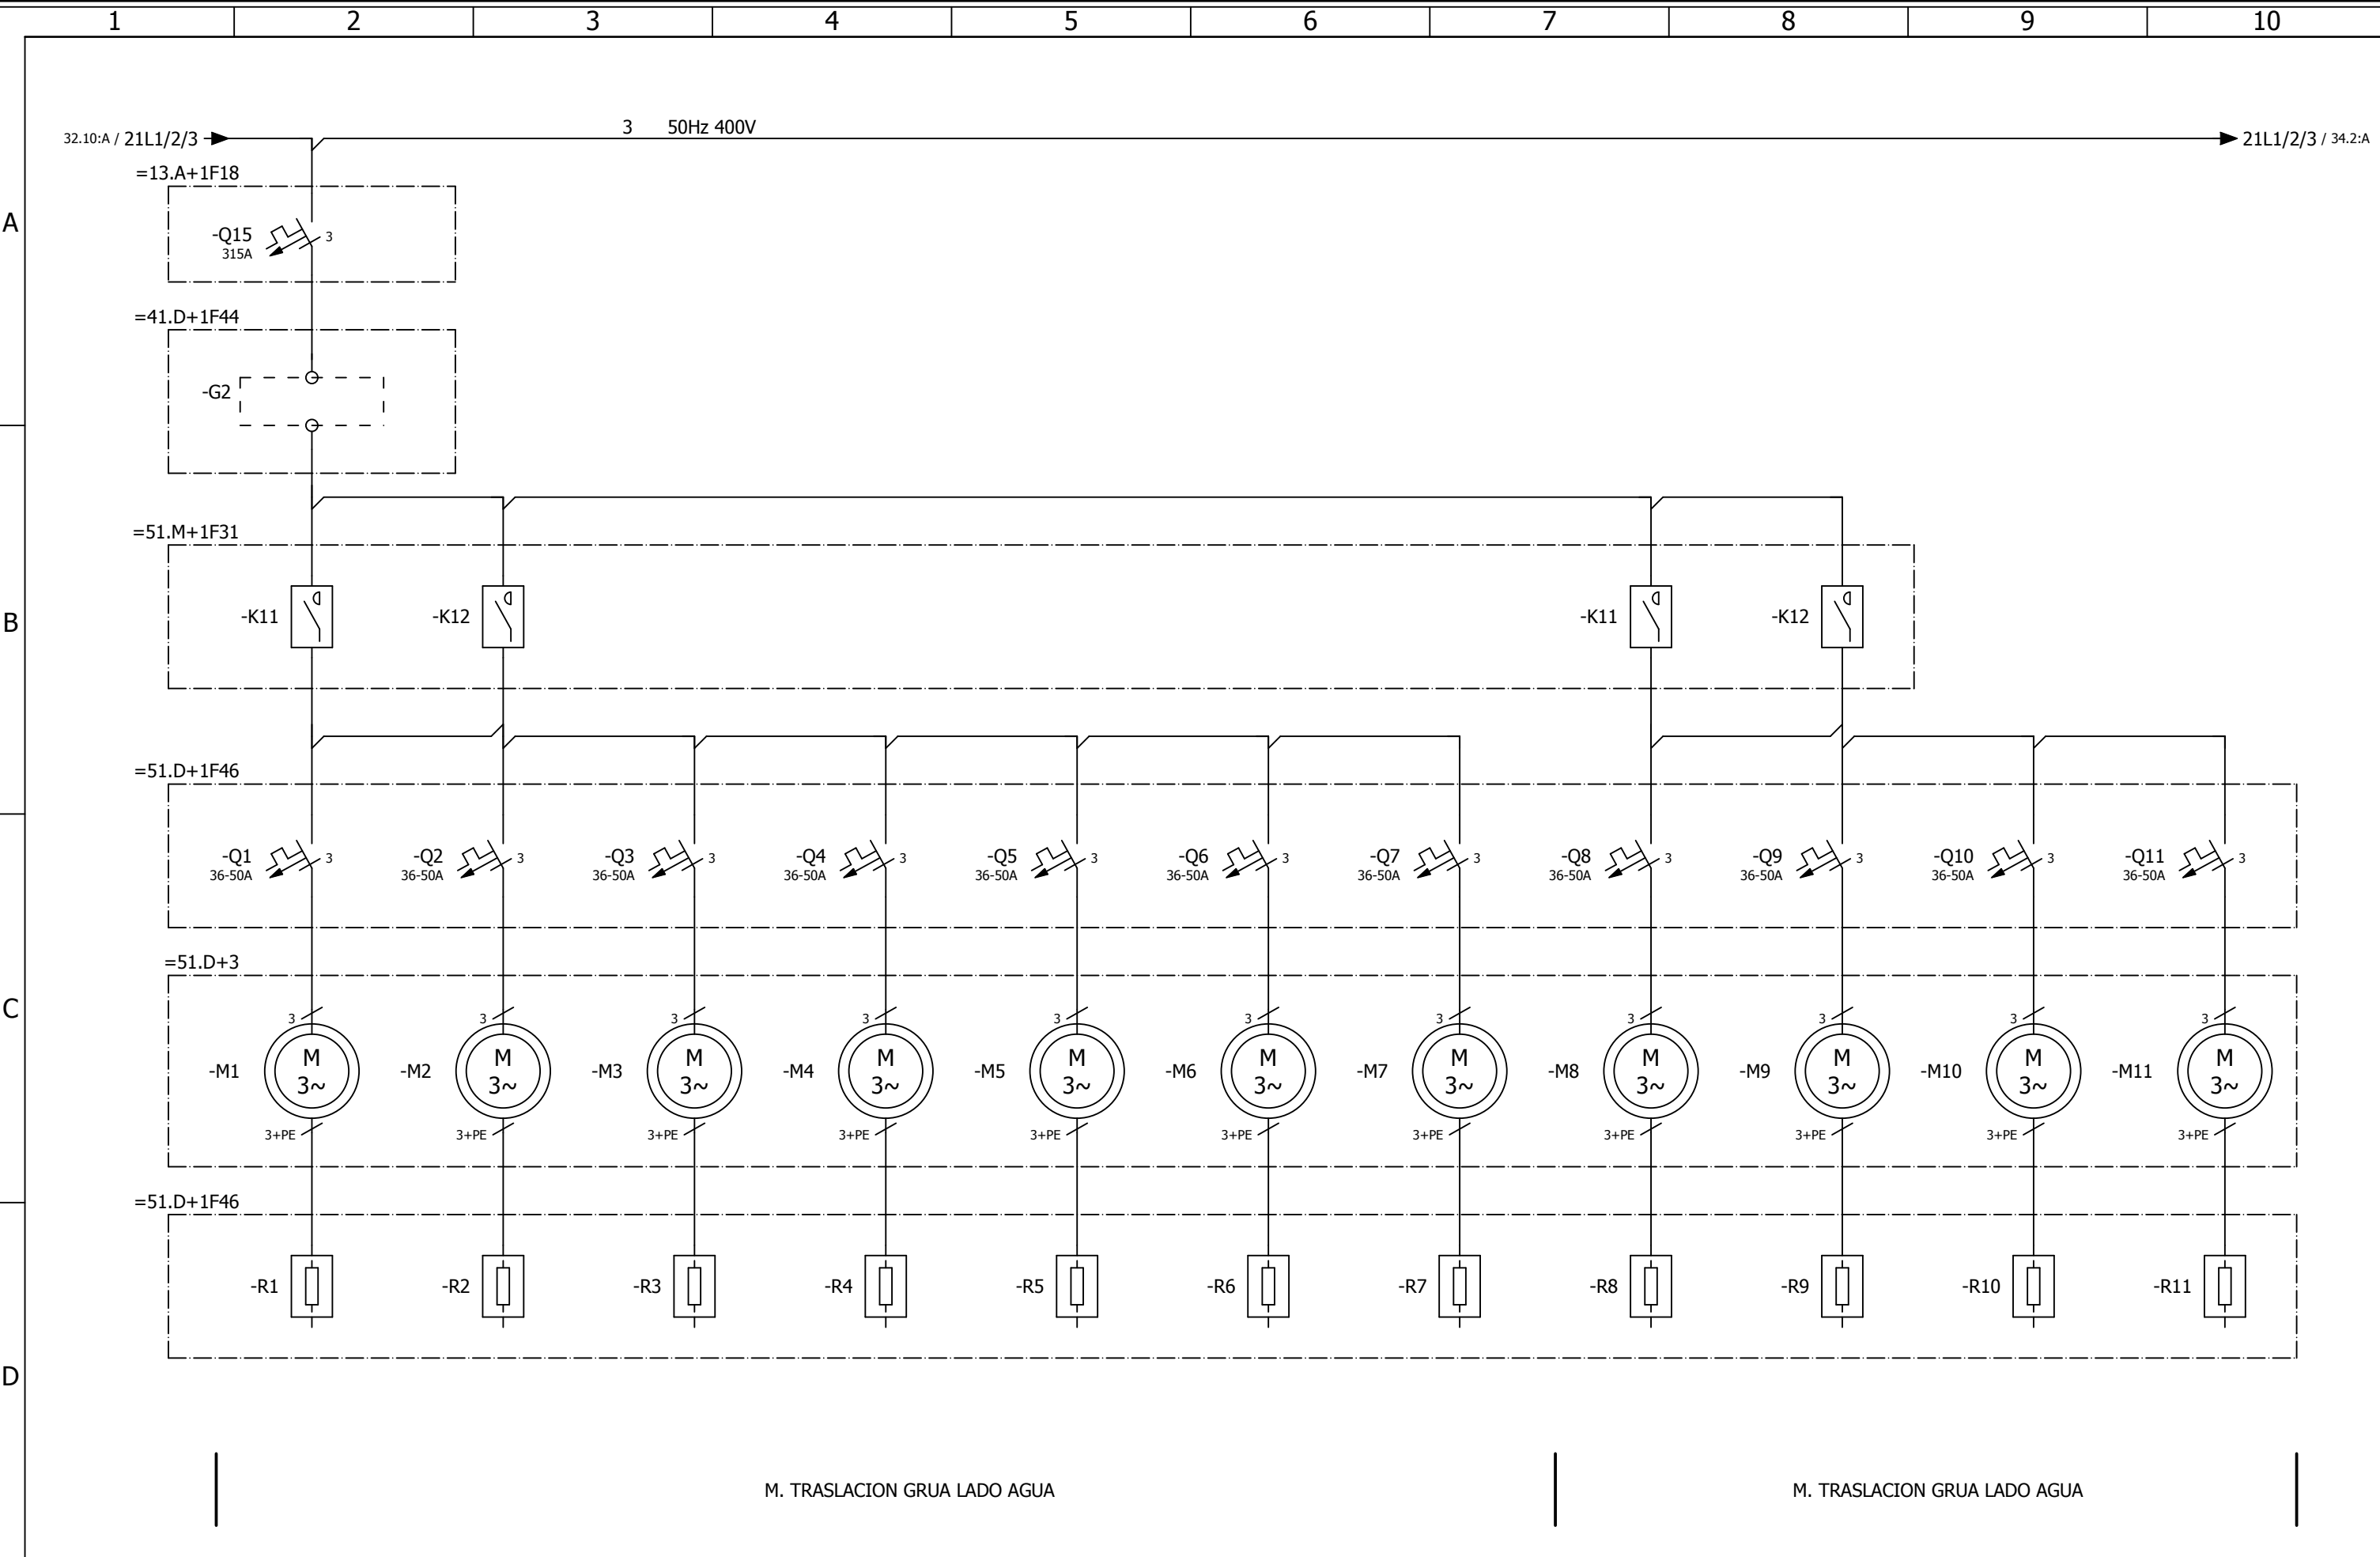 1 2 3 4 5 6 7 8 9 10
32.10:A / 21L1/2/3 3 50Hz 400V 21L1/2/3 / 34.2:A
=13.A+1F18
A
-Q15 3
315A
=41.D+1F44
-G2
=51.M+1F31
B
-K11 -K12 -K11 -K12
=51.D+1F46
-Q1 3 -Q2 3 -Q3 3 -Q4 3 -Q5 3 -Q6 3 -Q7 3 -Q8 3 -Q9 3 -Q10 3 -Q11 3
36-50A 36-50A 36-50A 36-50A 36-50A 36-50A 36-50A 36-50A 36-50A 36-50A 36-50A
=51.D+3
C
3 3 3 3 3 3 3 3 3 3 3
M M M M M M M M M M M
-M1 -M2 -M3 -M4 -M5 -M6 -M7 -M8 -M9 -M10 -M11
3~ 3~ 3~ 3~ 3~ 3~ 3~ 3~ 3~ 3~ 3~
3+PE 3+PE 3+PE 3+PE 3+PE 3+PE 3+PE 3+PE 3+PE 3+PE 3+PE
=51.D+1F46
-R1 -R2 -R3 -R4 -R5 -R6 -R7 -R8 -R9 -R10 -R11
D
M. TRASLACION GRUA LADO AGUA M. TRASLACION GRUA LADO AGUA